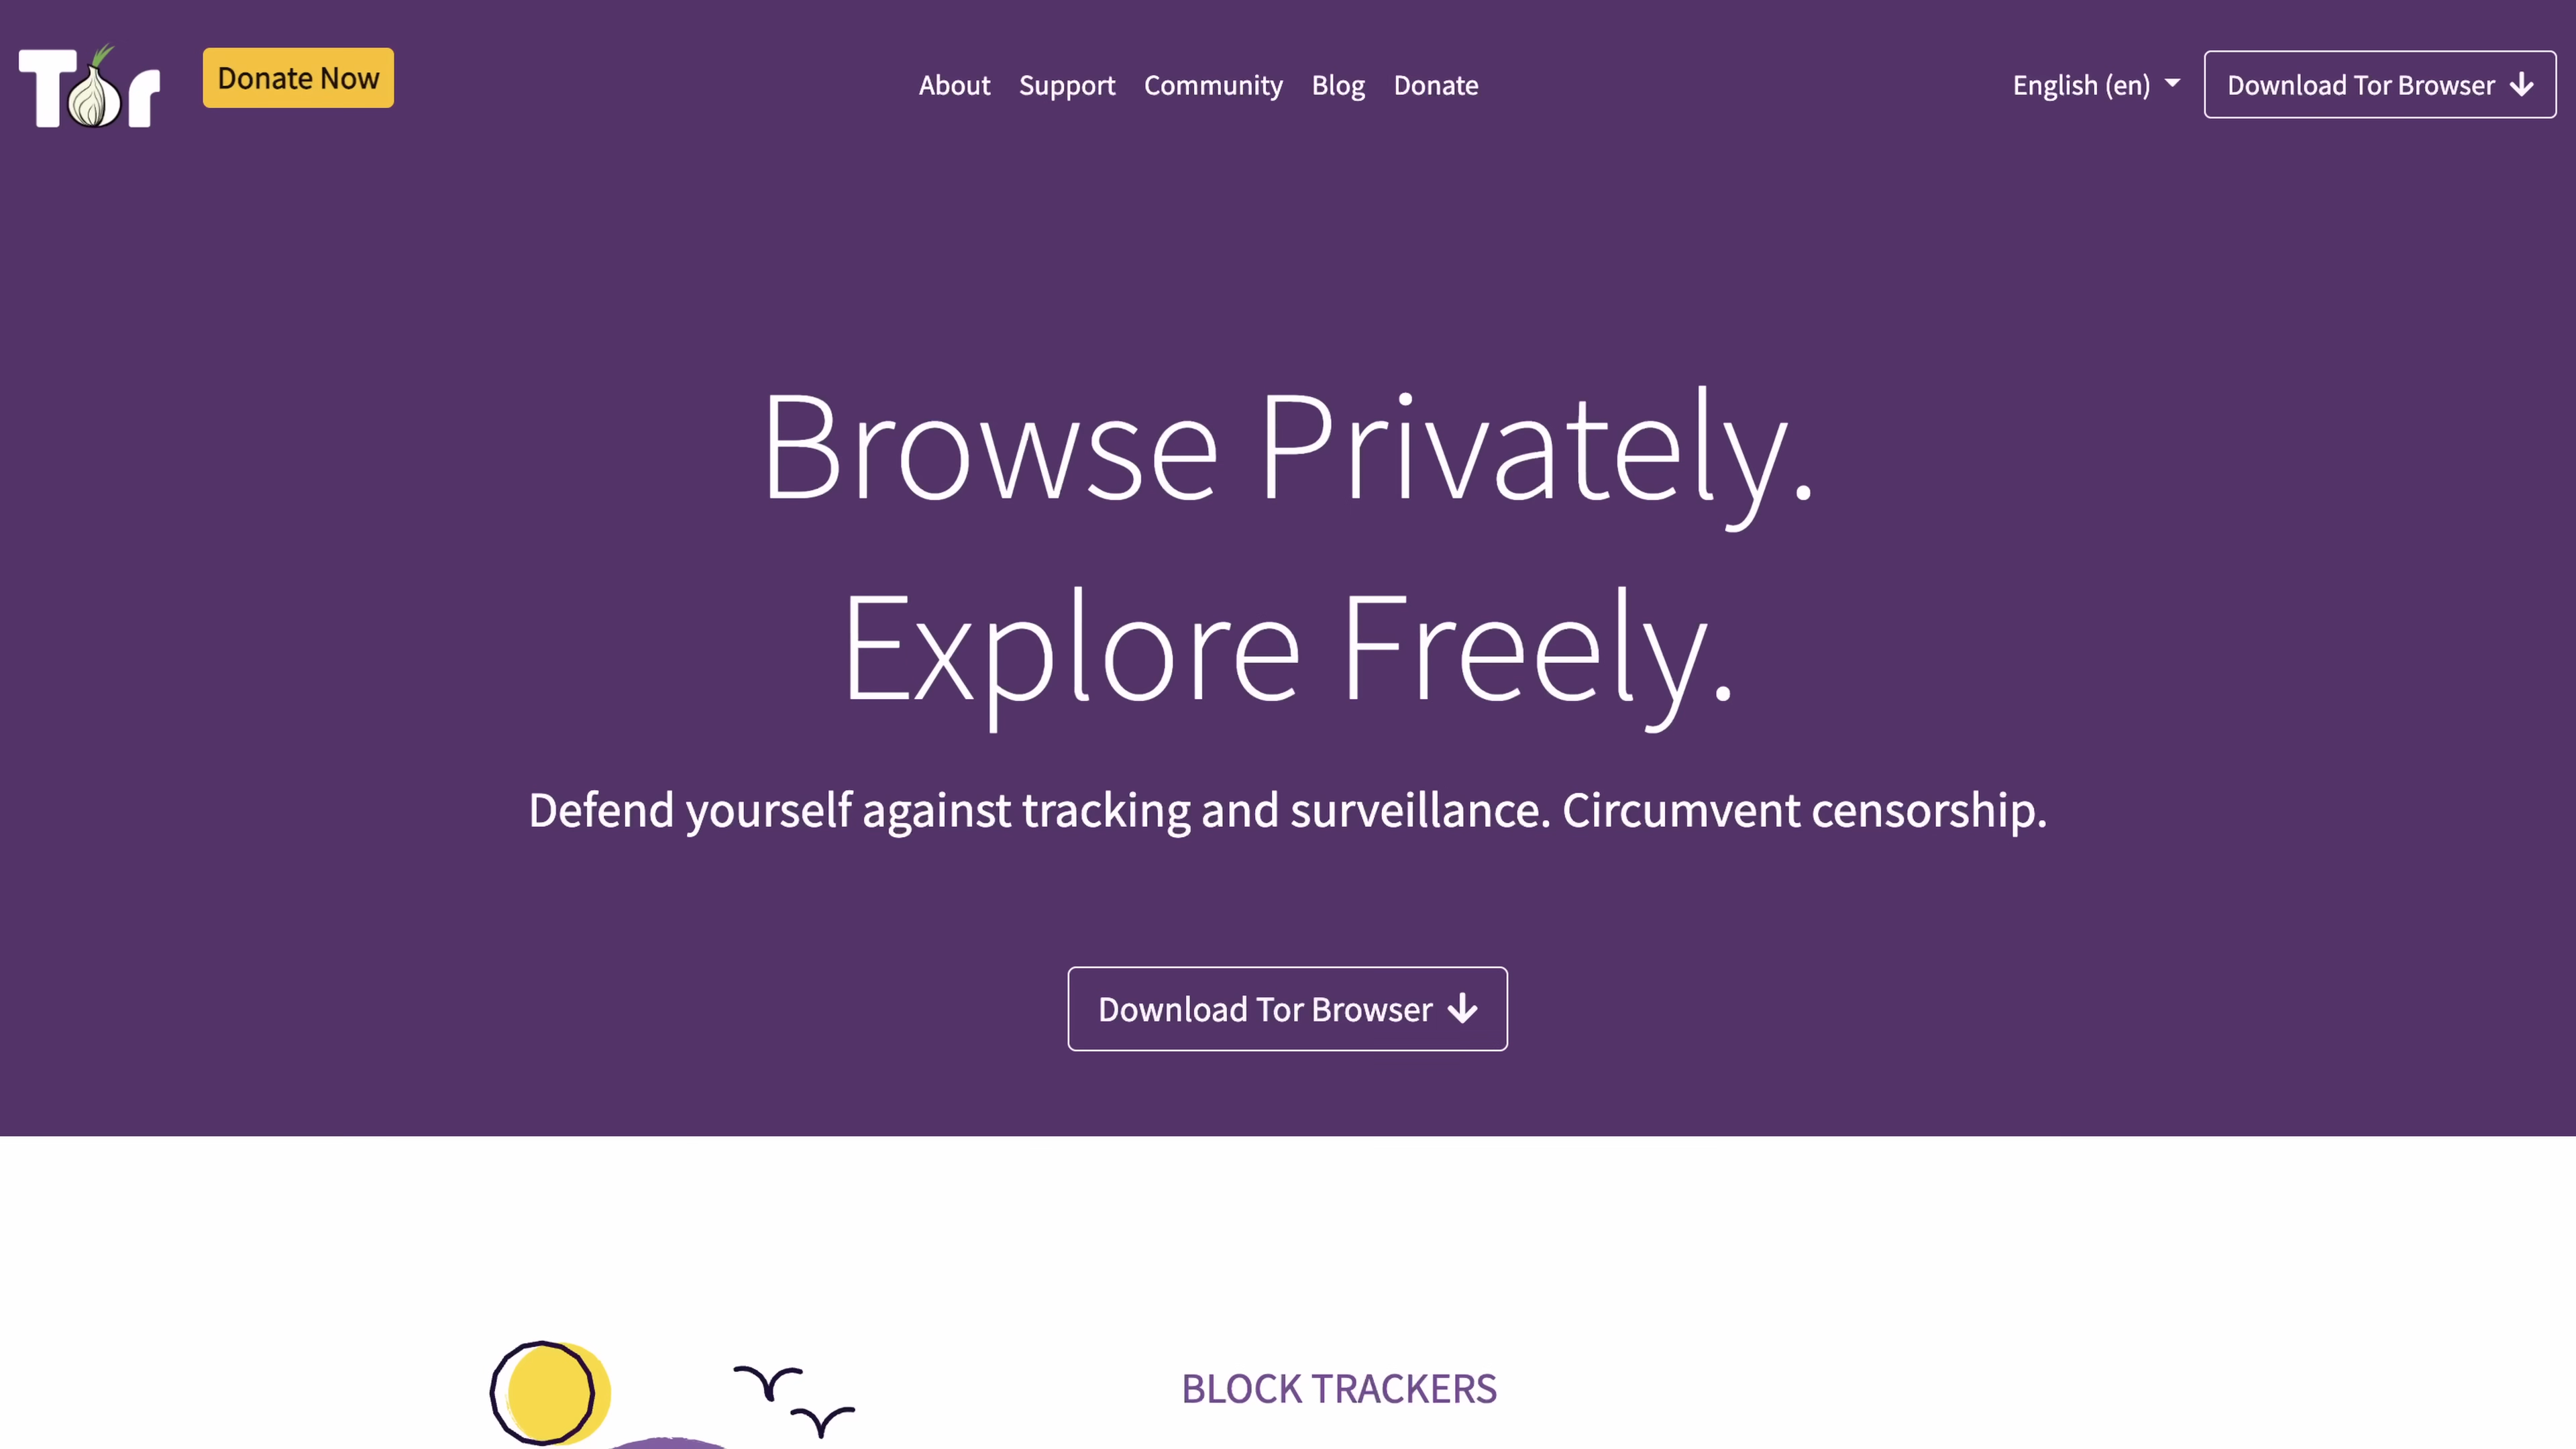 Tor
Donate Now
About Support Community Blog Donate
English (en)
Download Tor Browser
Browse Privately.
Explore Freely.
Defend yourself against tracking and surveillance. Circumvent censorship.
Download Tor Browser
BLOCK TRACKERS